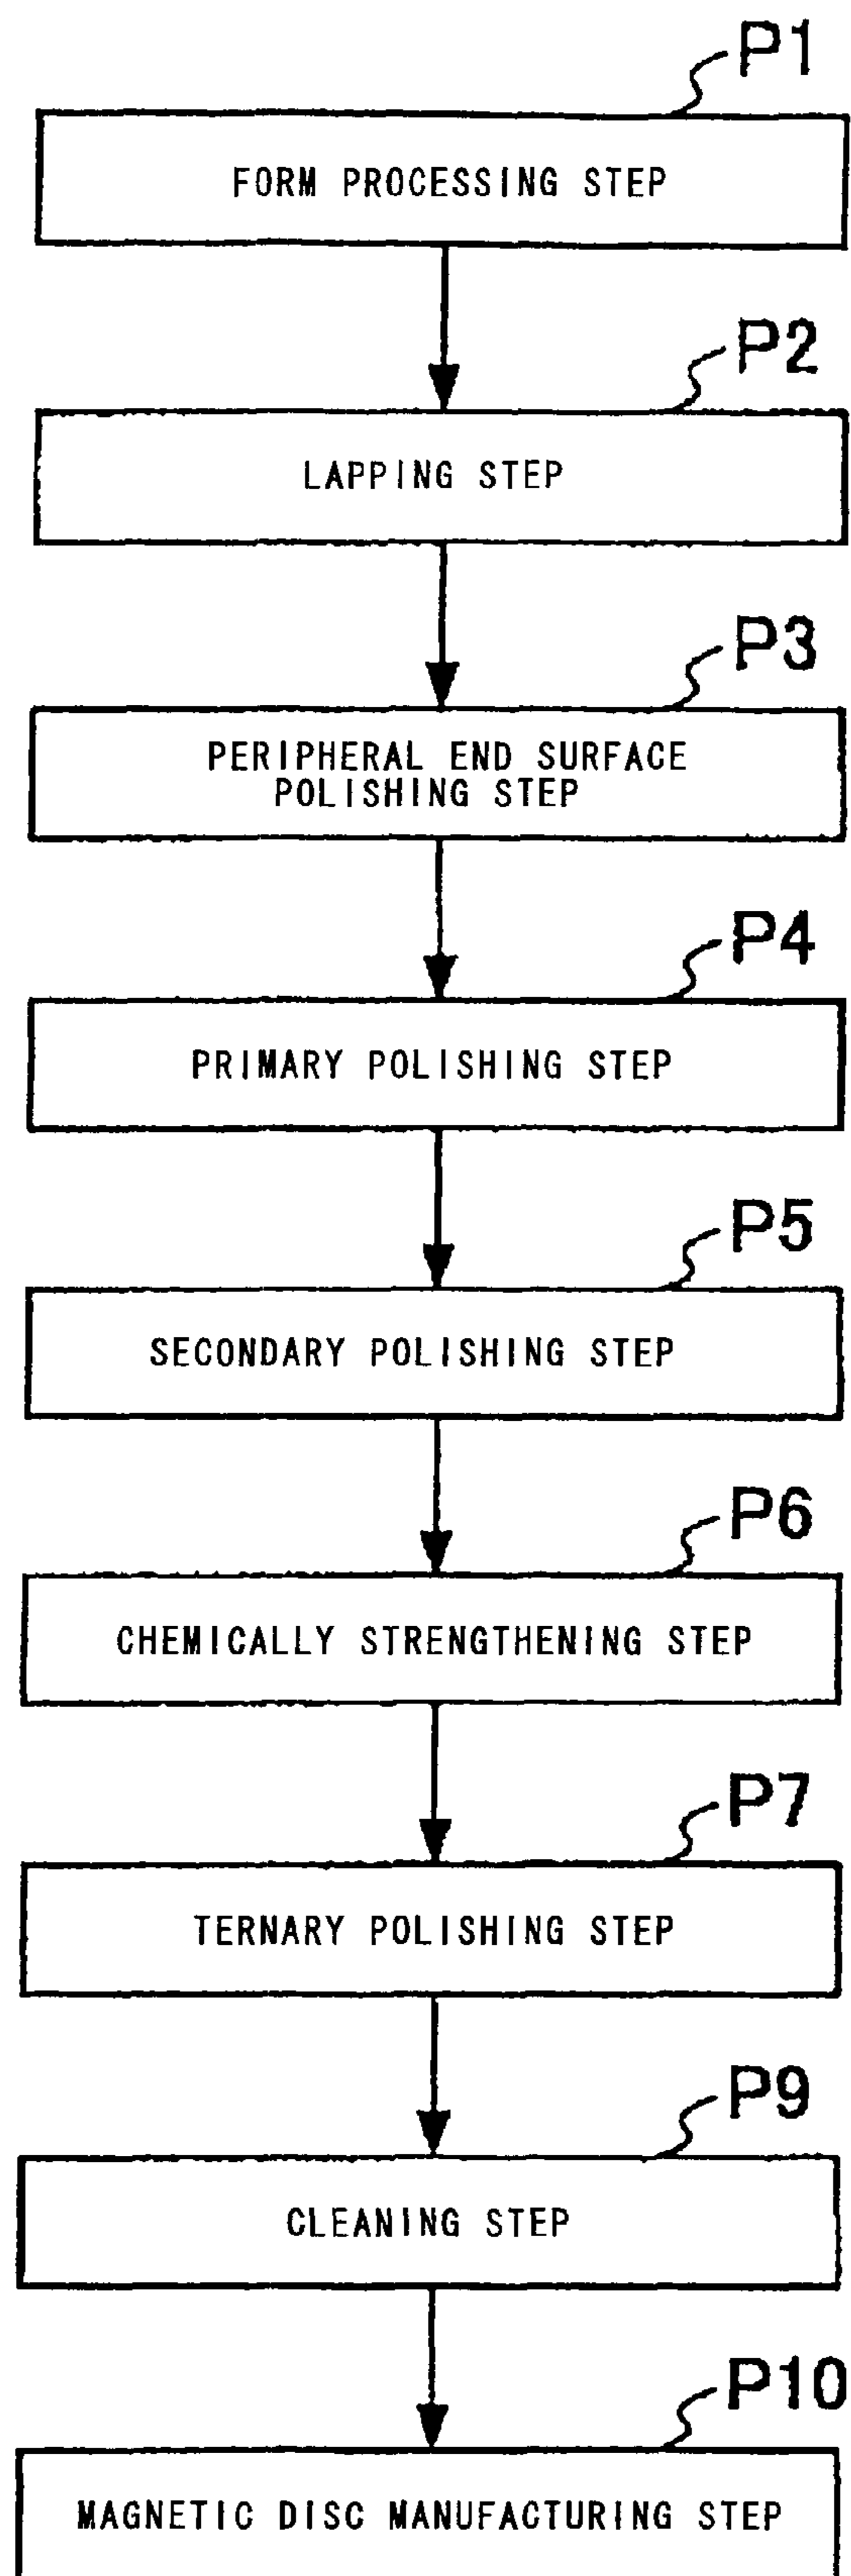 P1
FORM PROCESSING STEP
P2
LAPPING STEP
P3
PERIPHERAL END SURFACE
POLISHING STEP
P4
PRIMARY POLISHING STEP
P5
SECONDARY POLISHING STEP
P6
CHEMICALLY STRENGTHENING STEP
P7
TERNARY POLISHING STEP
P9
CLEANING STEP
P10
MAGNETIC DISC MANUFACTURING STEP